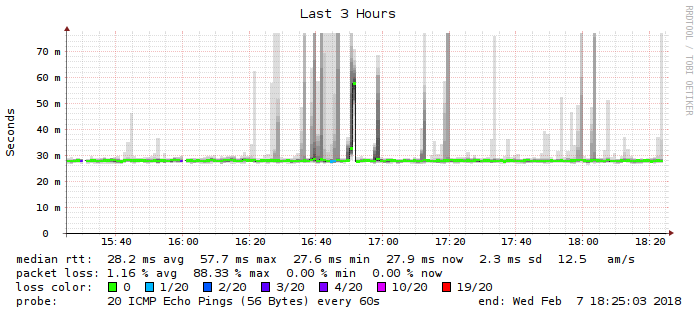 Last 3 Hours
RRDTOOL / TOBI OETIKER
Seconds
70 m
60 m
50 m
40 m
30 m
20 m
10 m
0
15:40 16:00 16:20 16:40 17:00 17:20 17:40 18:00 18:20
median rtt: 28.2 ms avg 57.7 ms max 27.6 ms min 27.9 ms now 2.3 ms sd 12.5 am/s
packet loss: 1.16 % avg 88.33 % max 0.00 % min 0.00 % now
loss color: 0 1/20 2/20 3/20 4/20 10/20 19/20
probe: 20 ICMP Echo Pings (56 Bytes) every 60s end: Wed Feb 7 18:25:03 2018